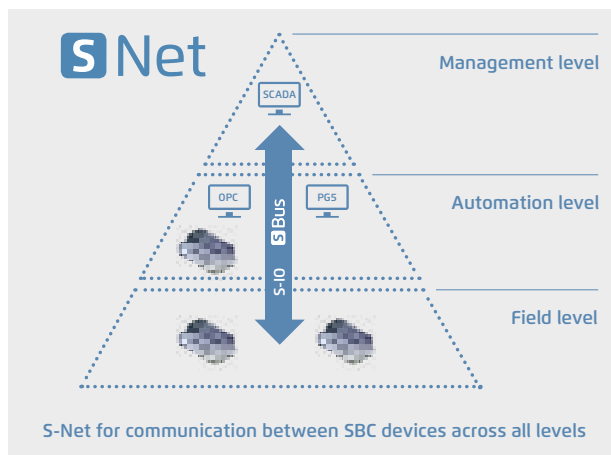 S Net
Management level
SCADA
Automation level
OPC
PG5
S-IO S Bus
Field level
S-Net for communication between SBC devices across all levels